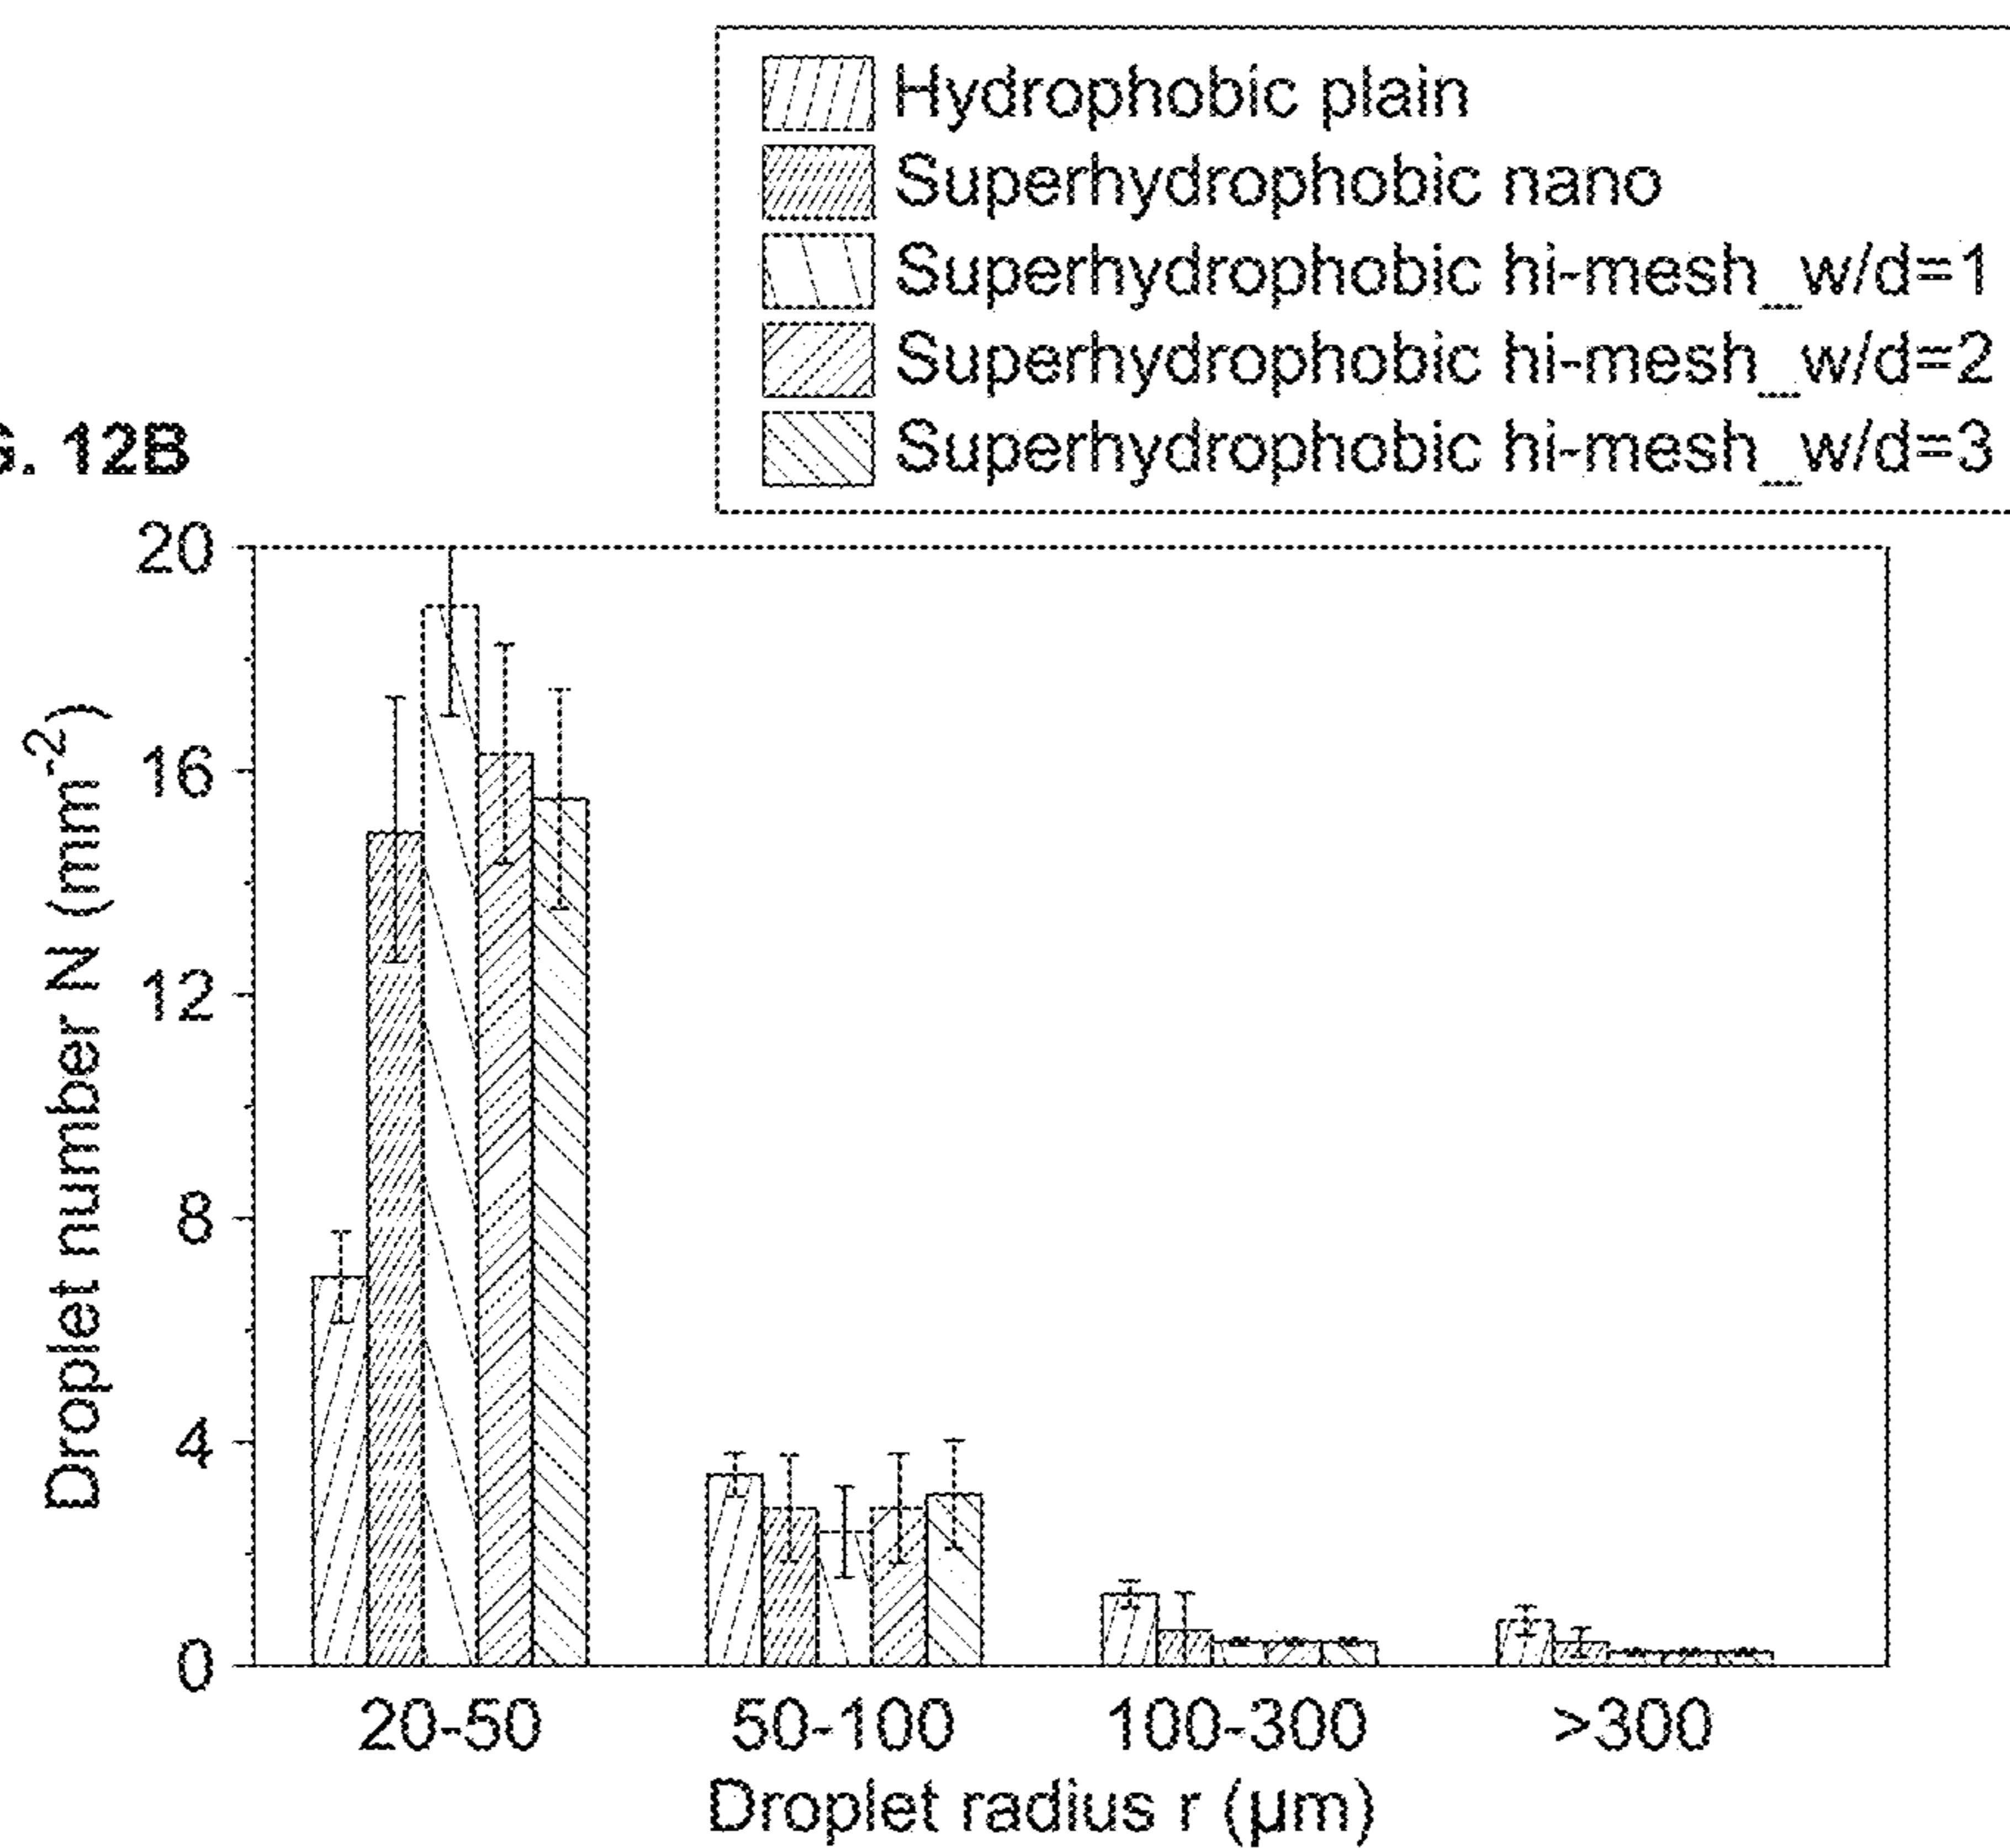 Hydrophobic plain
Superhydrophobic nano
Superhydrophobic hi-mesh_w/d=1
Superhydrophobic hi-mesh_w/d=2
Superhydrophobic hi-mesh_w/d=3
G. 12B
20
16
12
8
4
0
Droplet number N (mm⁻²)
20-50 50-100 100-300 >300
Droplet radius r (µm)